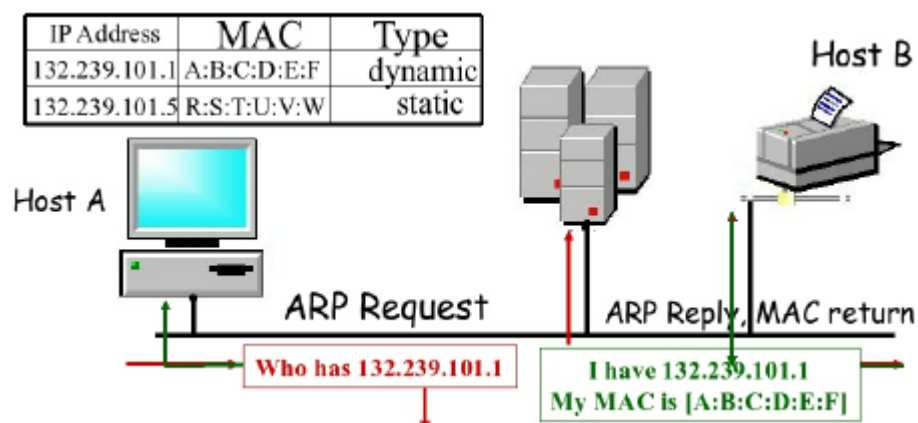 IP Address MAC Type
132.239.101.1 A:B:C:D:E:F dynamic
132.239.101.5 R:S:T:U:V:W static
Host B
Host A
ARP Request
ARP Reply, MAC return
Who has 132.239.101.1
I have 132.239.101.1
My MAC is [A:B:C:D:E:F]